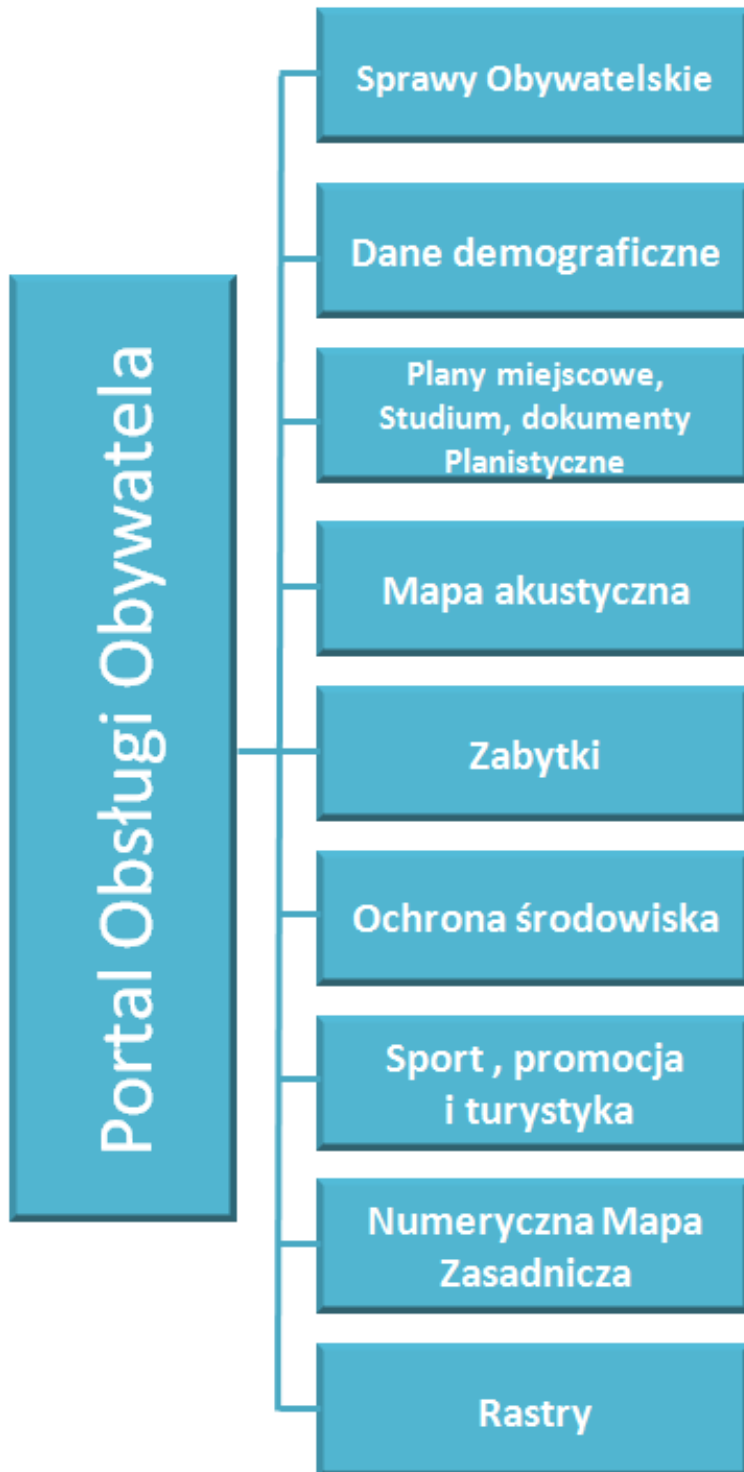 Portal Obsługi Obywatela
Sprawy Obywatelskie
Dane demograficzne
Plany miejscowe,
Studium, dokumenty
Planistyczne
Mapa akustyczna
Zabytki
Ochrona środowiska
Sport , promocja
i turystyka
Numeryczna Mapa
Zasadnicza
Rastry